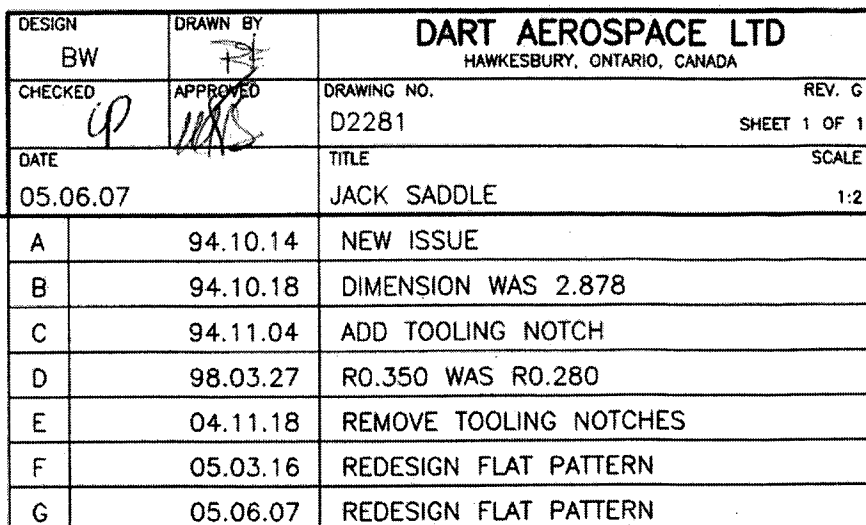 DESIGN
BW
DRAWN BY
DART AEROSPACE LTD
HAWKESBURY, ONTARIO, CANADA
CHECKED
APPROVED
DRAWING NO.
REV. G
D2281
SHEET 1 OF 1
DATE
TITLE
SCALE
05.06.07
JACK SADDLE
1:2
A 94.10.14 NEW ISSUE
B 94.10.18 DIMENSION WAS 2.878
C 94.11.04 ADD TOOLING NOTCH
D 98.03.27 R0.350 WAS R0.280
E 04.11.18 REMOVE TOOLING NOTCHES
F 05.03.16 REDESIGN FLAT PATTERN
G 05.06.07 REDESIGN FLAT PATTERN